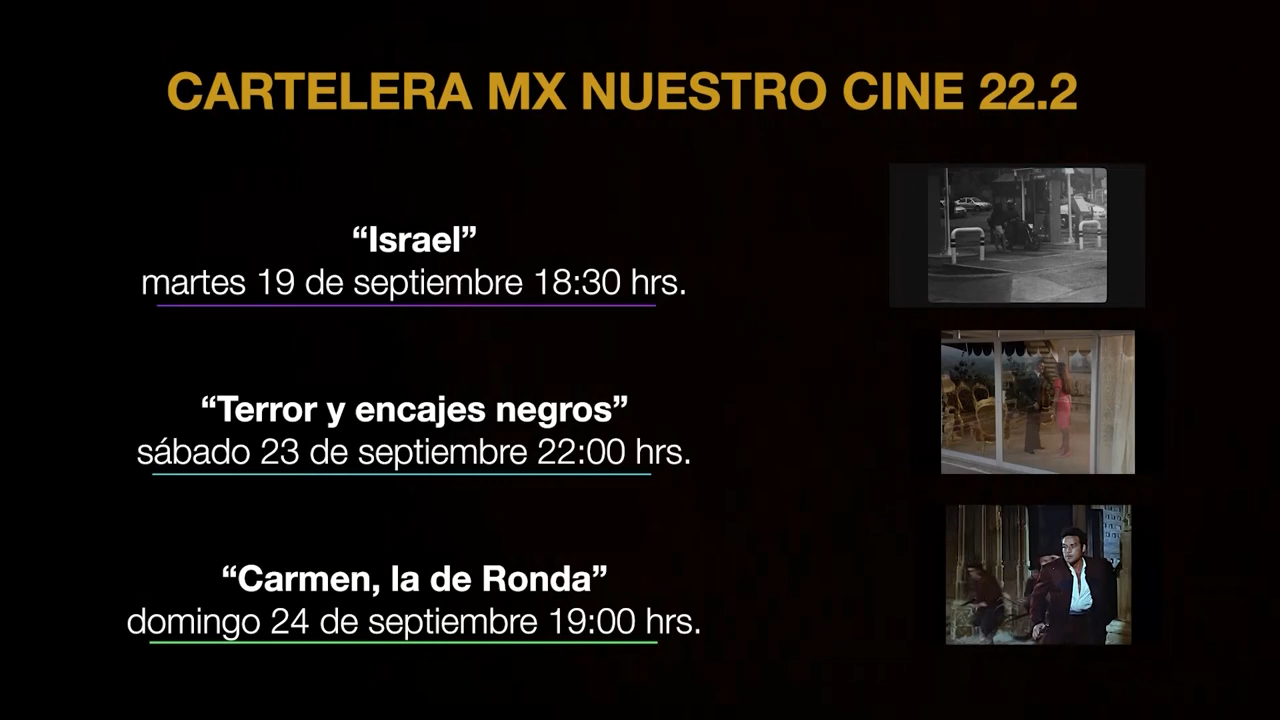 CARTELERA MX NUESTRO CINE 22.2
“Israel”
martes 19 de septiembre 18:30 hrs.
“Terror y encajes negros”
sábado 23 de septiembre 22:00 hrs.
“Carmen, la de Ronda”
domingo 24 de septiembre 19:00 hrs.